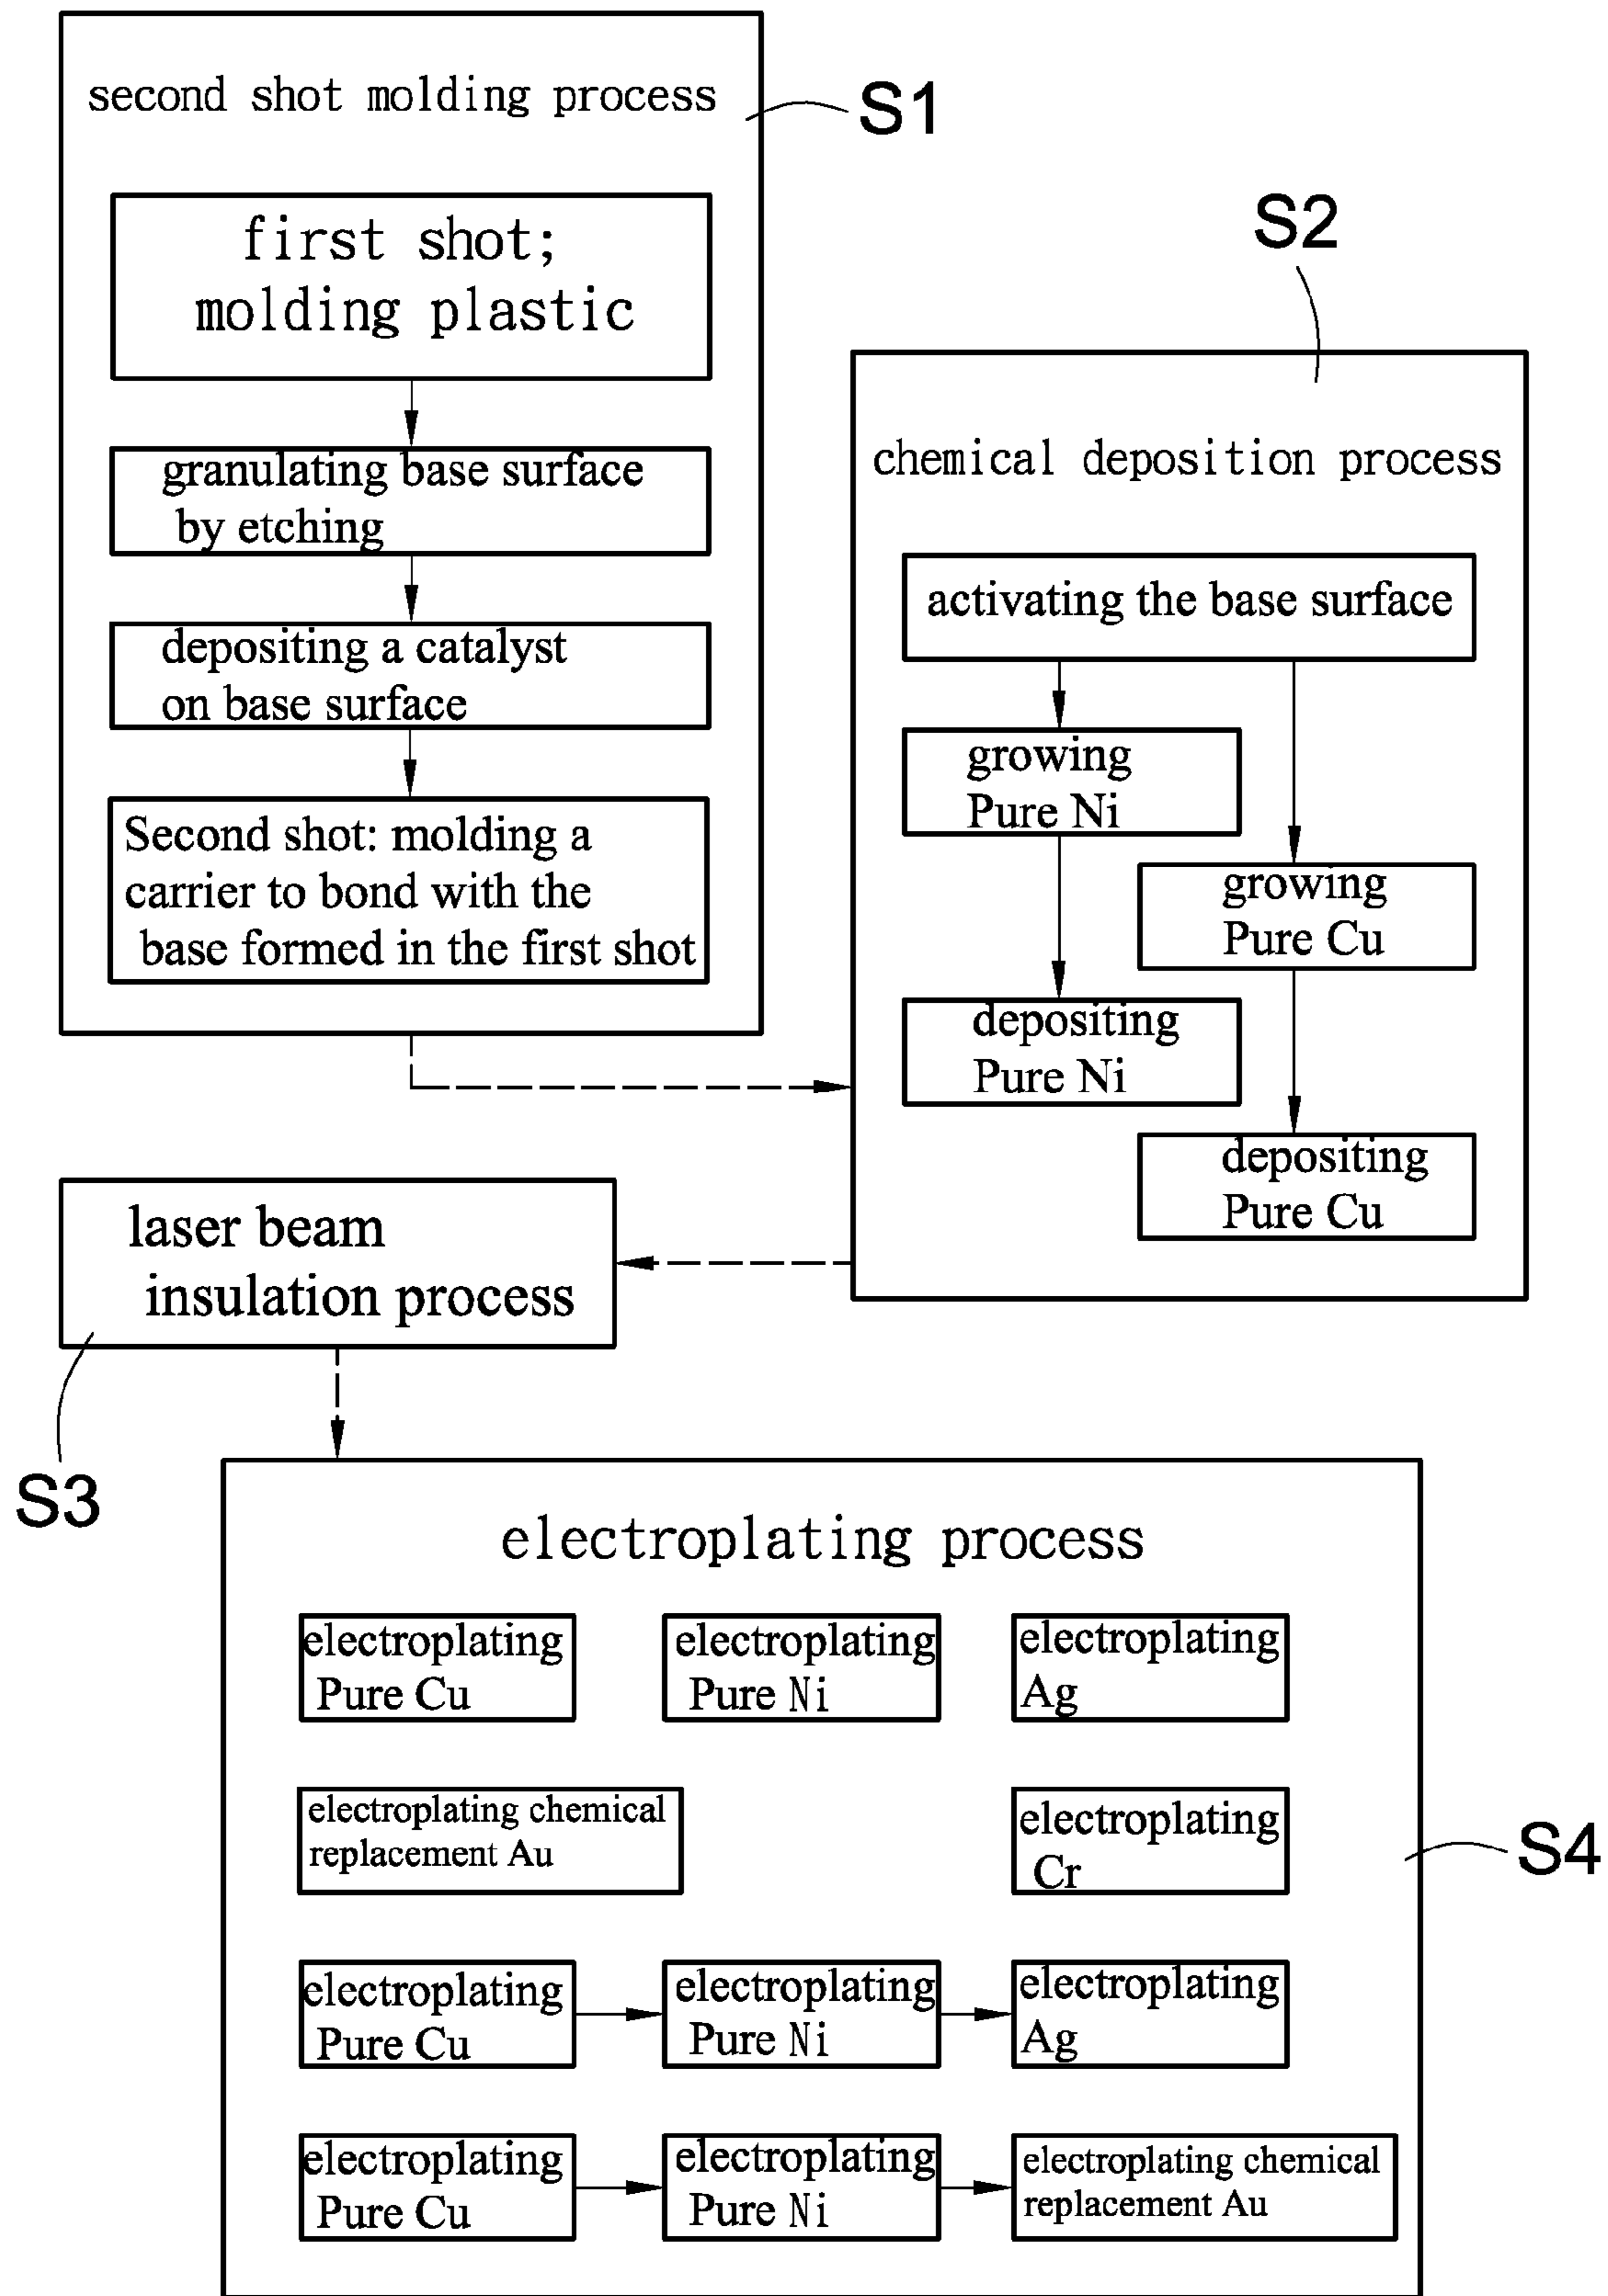 second shot molding process
S1
first shot;
molding plastic
granulating base surface
by etching
depositing a catalyst
on base surface
Second shot: molding a
carrier to bond with the
base formed in the first shot
S2
chemical deposition process
activating the base surface
growing
Pure Ni
growing
Pure Cu
depositing
Pure Ni
depositing
Pure Cu
laser beam
insulation process
S3
electroplating process
electroplating
Pure Cu
electroplating
Pure Ni
electroplating
Ag
electroplating chemical
replacement Au
electroplating
Cr
S4
electroplating
Pure Cu
electroplating
Pure Ni
electroplating
Ag
electroplating
Pure Cu
electroplating
Pure Ni
electroplating chemical
replacement Au